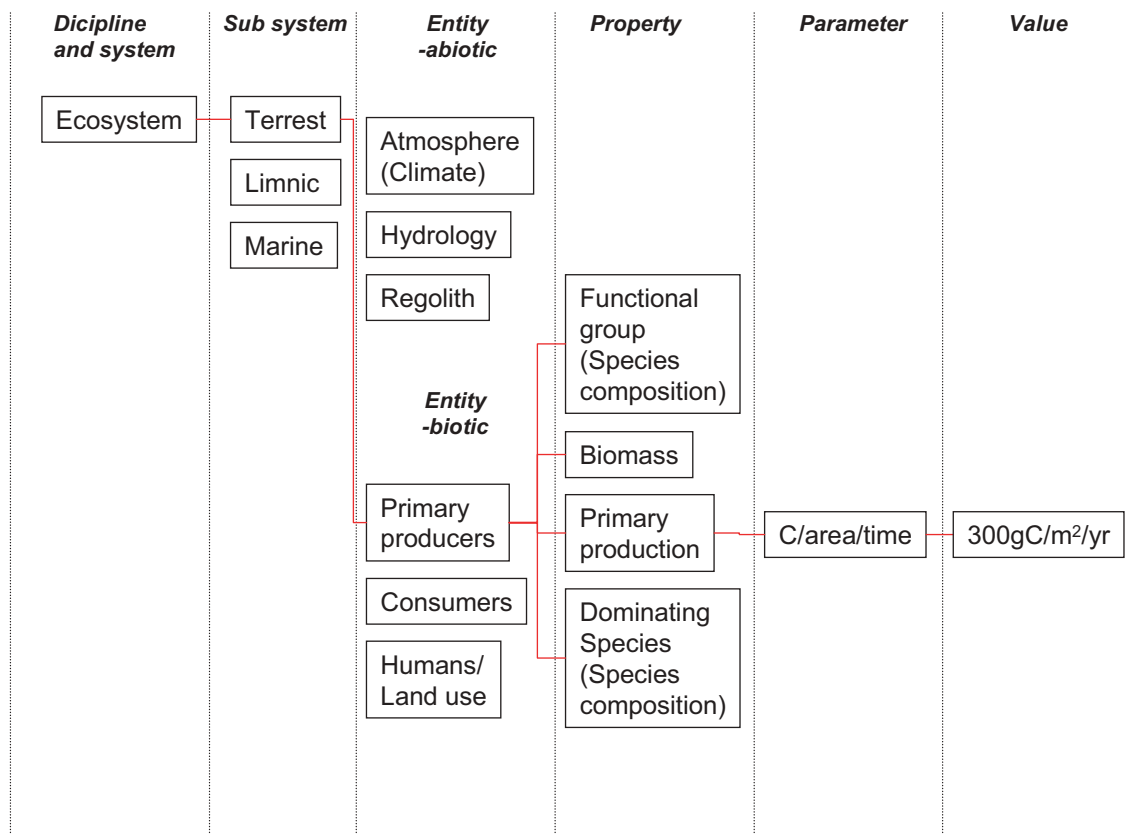 Dicipline
and system
Sub system
Entity
-abiotic
Property
Parameter
Value
Ecosystem
Terrest
Limnic
Marine
Atmosphere
(Climate)
Hydrology
Regolith
Entity
-biotic
Primary
producers
Consumers
Humans/
Land use
Functional
group
(Species
composition)
Biomass
Primary
production
Dominating
Species
(Species
composition)
C/area/time
300gC/m²/yr